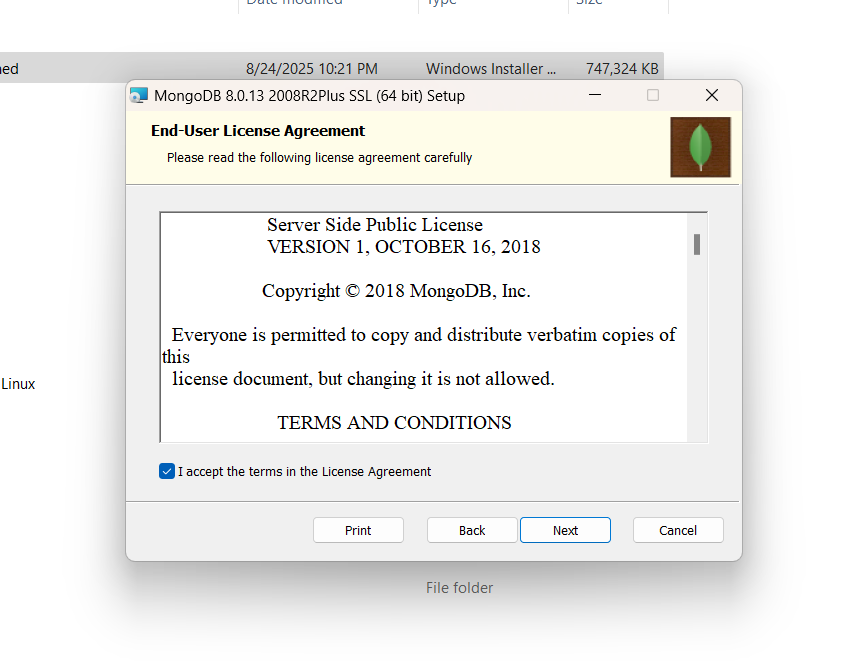 Date modified Type Size
ned 8/24/2025 10:21 PM Windows Installer ... 747,324 KB
MongoDB 8.0.13 2008R2Plus SSL (64 bit) Setup
End-User License Agreement
Please read the following license agreement carefully
Server Side Public License
VERSION 1, OCTOBER 16, 2018
Copyright © 2018 MongoDB, Inc.
Everyone is permitted to copy and distribute verbatim copies of
this
license document, but changing it is not allowed.
TERMS AND CONDITIONS
Linux
I accept the terms in the License Agreement
Print Back Next Cancel
File folder